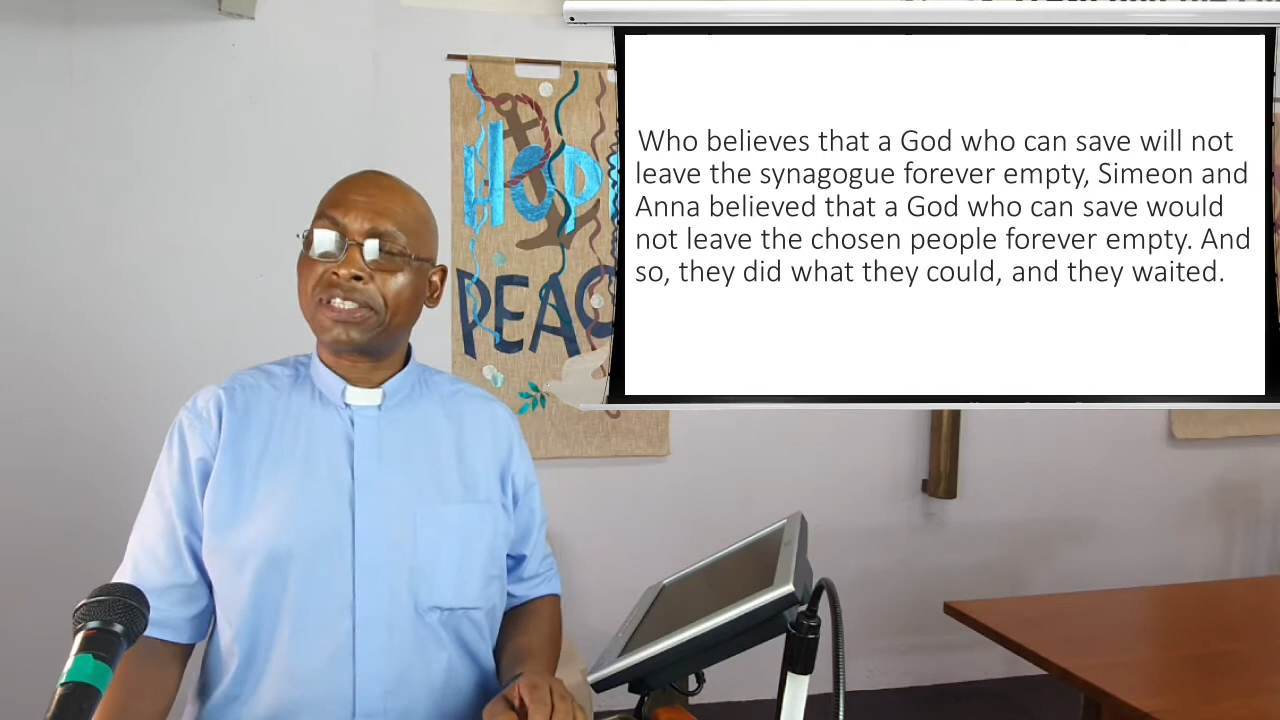 HOPE
PEAC
Who believes that a God who can save will not
leave the synagogue forever empty, Simeon and
Anna believed that a God who can save would
not leave the chosen people forever empty. And
so, they did what they could, and they waited.